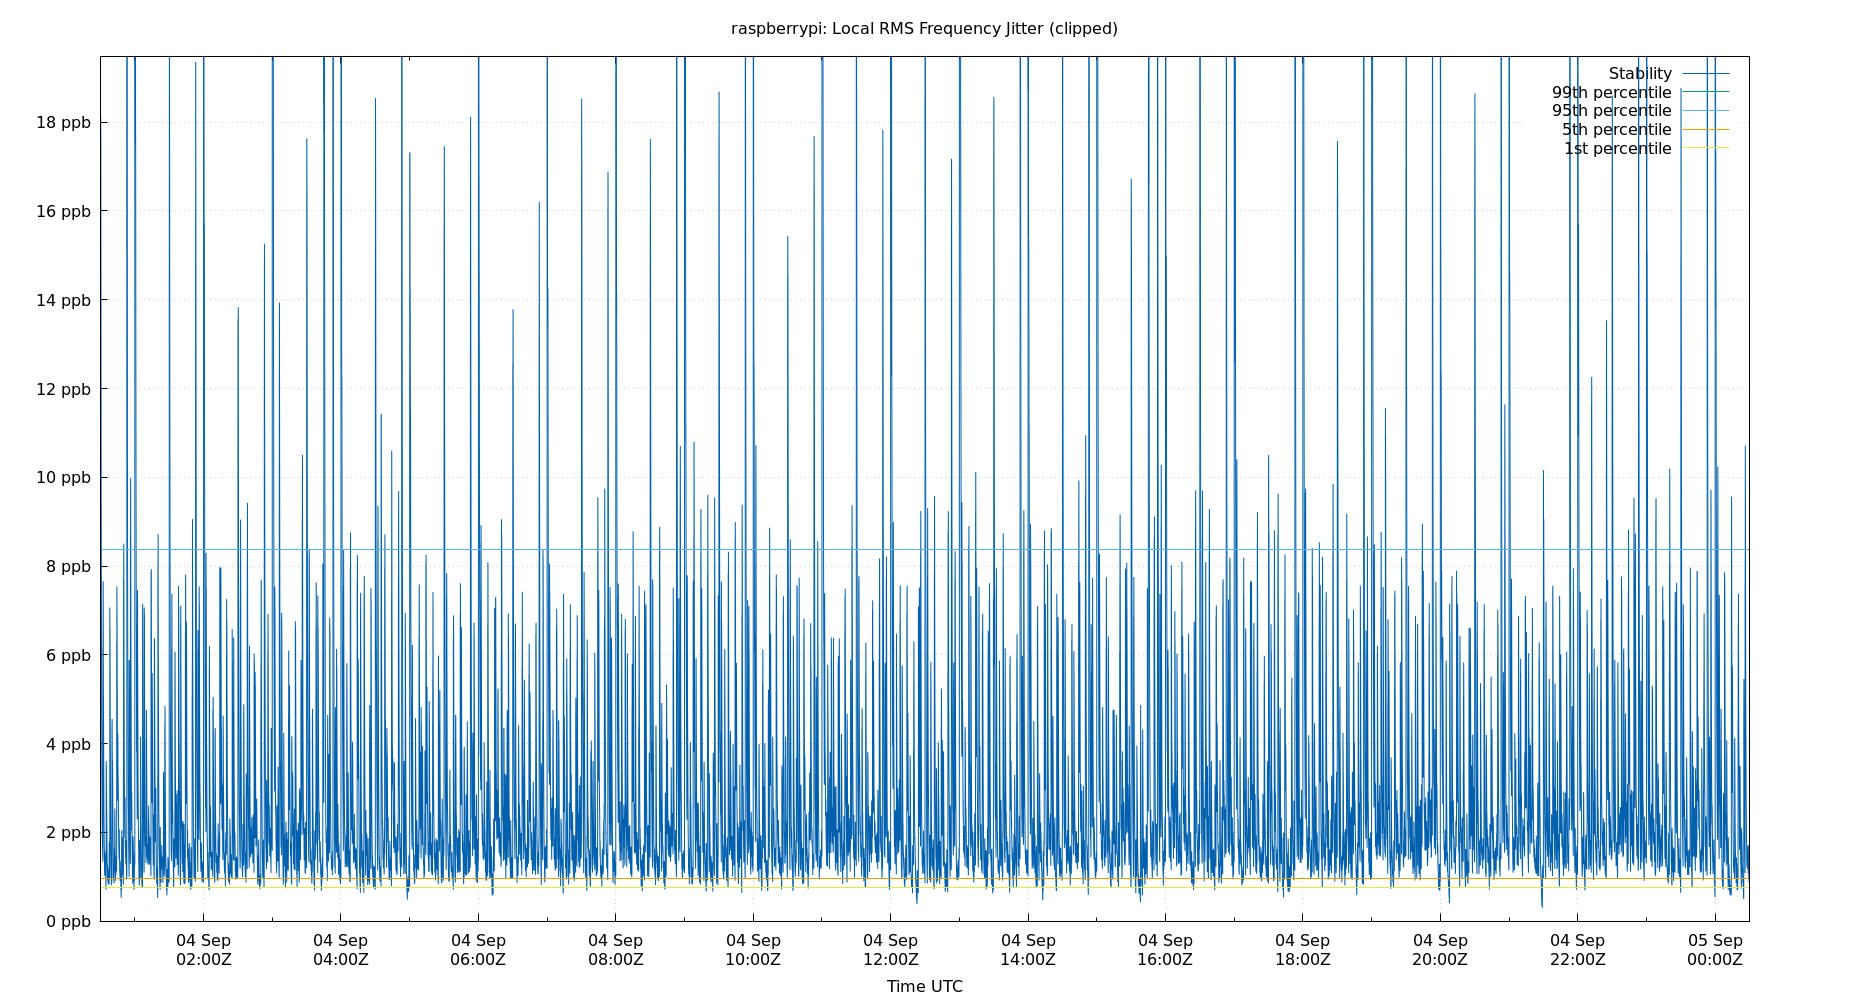 raspberrypi: Local RMS Frequency Jitter (clipped)
Stability
99th percentile
95th percentile
5th percentile
1st percentile
18 ppb
16 ppb
14 ppb
12 ppb
10 ppb
8 ppb
6 ppb
4 ppb
2 ppb
0 ppb
04 Sep 04 Sep 04 Sep 04 Sep 04 Sep 04 Sep 04 Sep 04 Sep 04 Sep 04 Sep 04 Sep 05 Sep
02:00Z 04:00Z 06:00Z 08:00Z 10:00Z 12:00Z 14:00Z 16:00Z 18:00Z 20:00Z 22:00Z 00:00Z
Time UTC